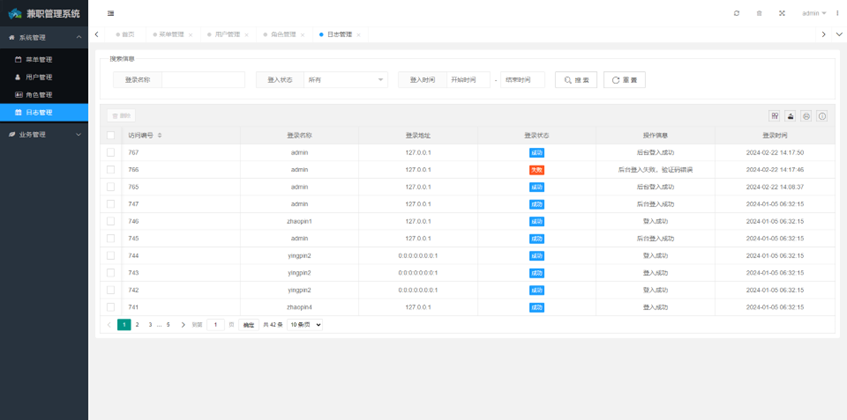 兼职管理系统
admin
首页 菜单管理 用户管理 角色管理 日志管理
系统管理
菜单管理
用户管理
角色管理
日志管理
业务管理
搜索信息
登录名称 登入状态 所有 登入时间 开始时间 - 结束时间 搜索 重置
删除
访问编号 登录名称 登录地址 登录状态 操作信息 登录时间
767 admin 127.0.0.1 成功 后台登入成功 2024-02-22 14:17:50
766 admin 127.0.0.1 失败 后台登入失败，验证码错误 2024-02-22 14:17:46
765 admin 127.0.0.1 成功 后台登入成功 2024-02-22 14:08:37
747 admin 127.0.0.1 成功 后台登入成功 2024-01-05 06:32:15
746 zhaopin1 127.0.0.1 成功 登入成功 2024-01-05 06:32:15
745 admin 127.0.0.1 成功 后台登入成功 2024-01-05 06:32:15
744 yingpin2 0:0:0:0:0:0:0:1 成功 登入成功 2024-01-05 06:32:15
743 yingpin2 0:0:0:0:0:0:0:1 成功 登入成功 2024-01-05 06:32:15
742 yingpin2 0:0:0:0:0:0:0:1 成功 登入成功 2024-01-05 06:32:15
741 zhaopin4 127.0.0.1 成功 登入成功 2024-01-05 06:32:15
1 2 3 ... 5 到第 1 页 确定 共 42 条 10 条/页